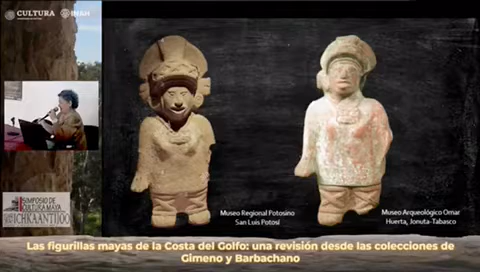 CULTURA
INAH
Museo Regional Potosino
San Luis Potosí
Museo Arqueológico Omar
Huerta, Jonuta-Tabasco
SIMPOSIO DE
CULTURA MAYA
ICHKAANTIJOO
Las figurillas mayas de la Costa del Golfo: una revisión desde las colecciones de
Gimeno y Barbachano